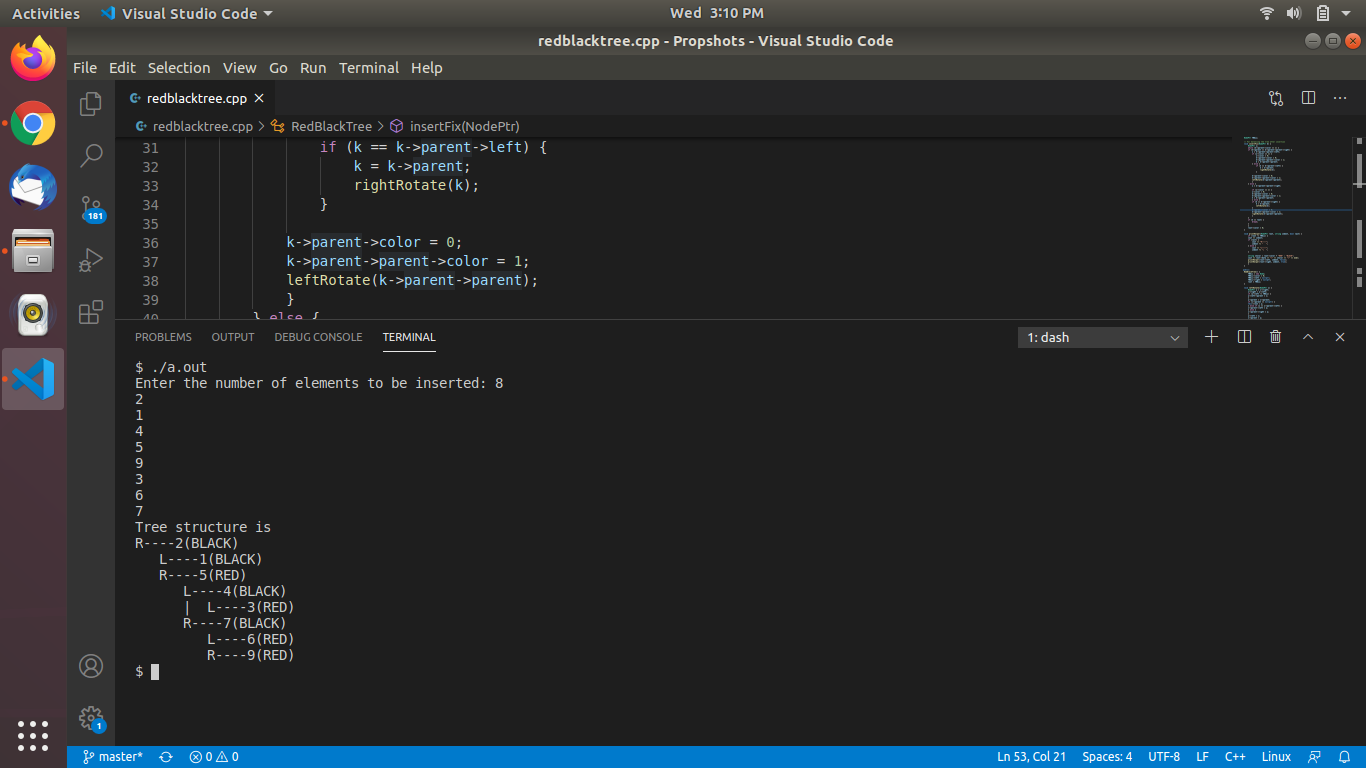 Activities Visual Studio Code Wed 3:10 PM
redblacktree.cpp - Propshots - Visual Studio Code
File Edit Selection View Go Run Terminal Help
redblacktree.cpp
redblacktree.cpp > RedBlackTree > insertFix(NodePtr)
31 if (k == k->parent->left) {
32 k = k->parent;
33 rightRotate(k);
34 }
35
36 k->parent->color = 0;
37 k->parent->parent->color = 1;
38 leftRotate(k->parent->parent);
39 }
40 } else {
181
PROBLEMS OUTPUT DEBUG CONSOLE TERMINAL 1: dash
$ ./a.out
Enter the number of elements to be inserted: 8
2
1
4
5
9
3
6
7
Tree structure is
R----2(BLACK)
   L----1(BLACK)
   R----5(RED)
      L----4(BLACK)
      |  L----3(RED)
      R----7(BLACK)
         L----6(RED)
         R----9(RED)
$
1
master* 0 0 Ln 53, Col 21 Spaces: 4 UTF-8 LF C++ Linux